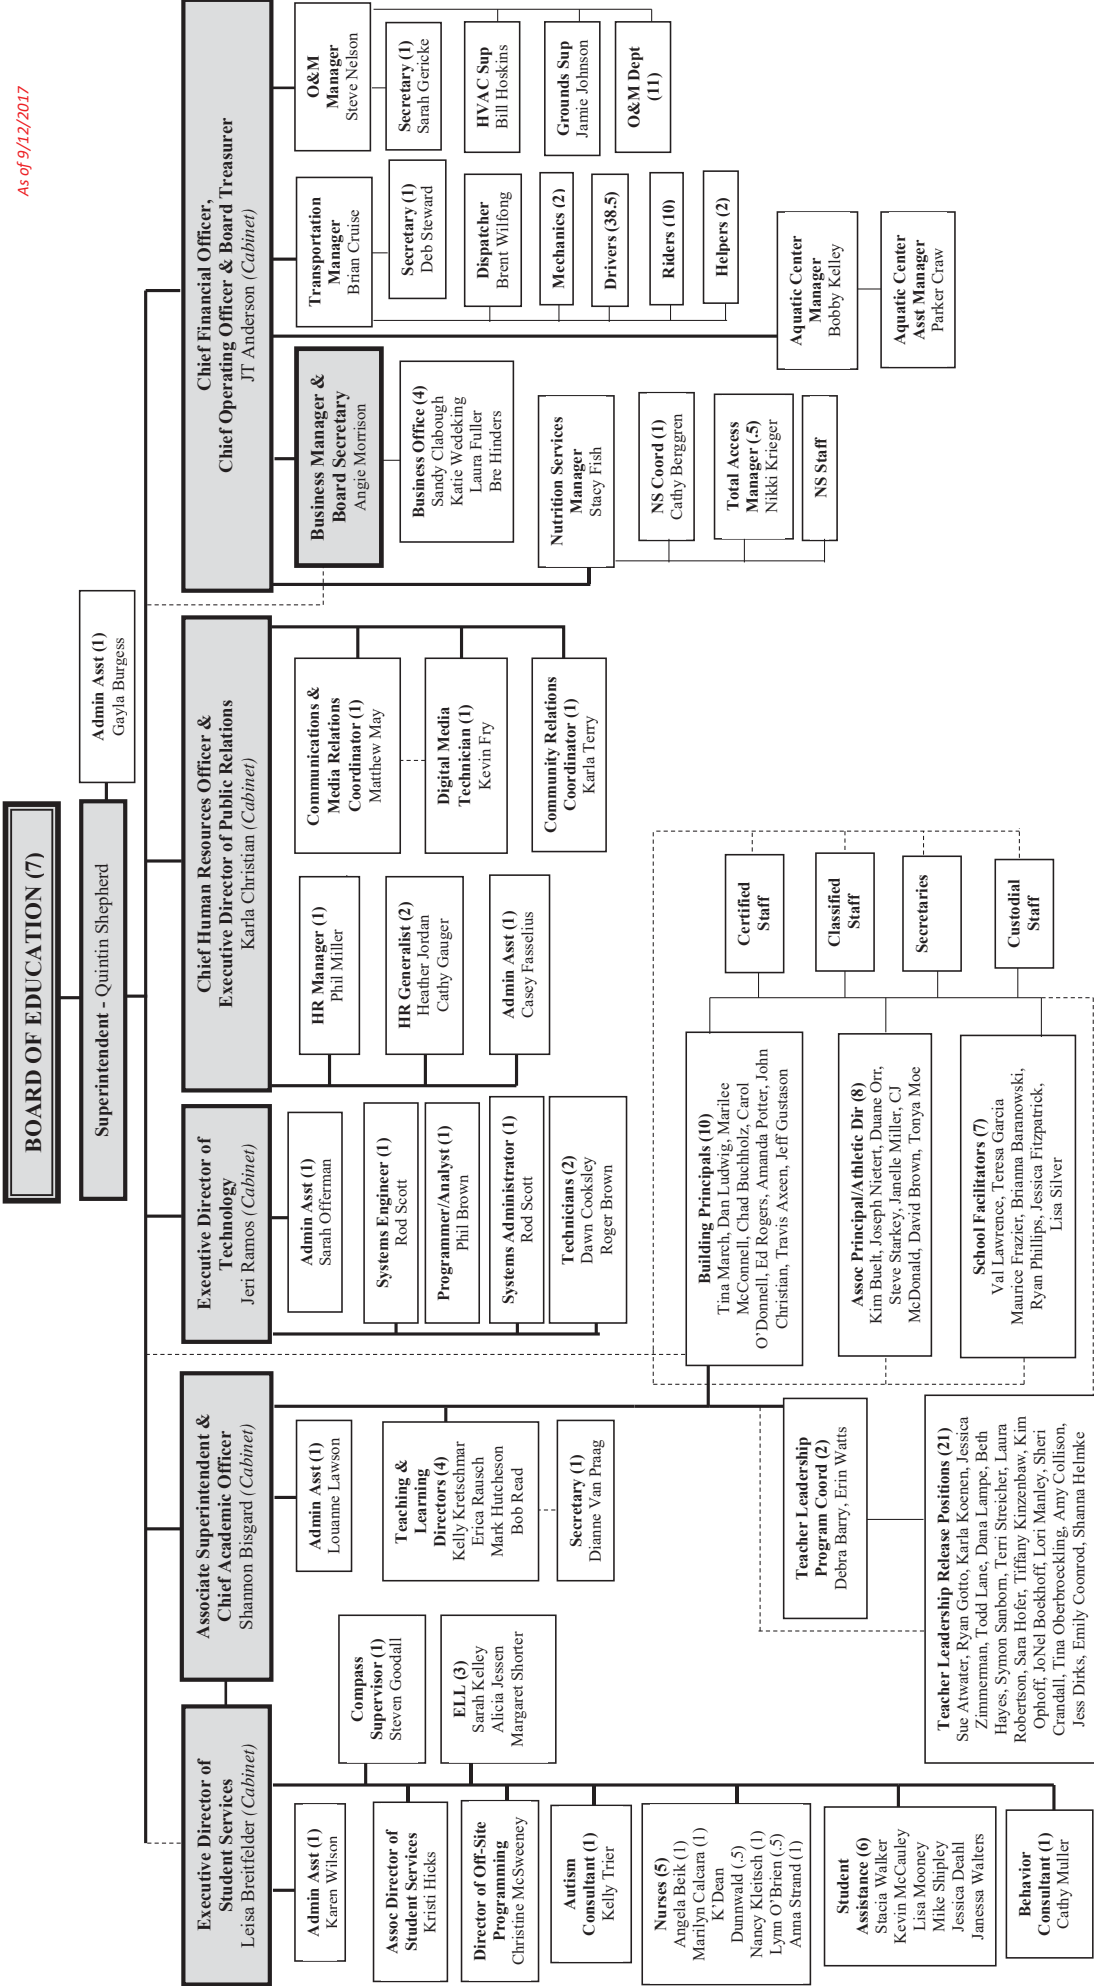 As of 9/12/2017
BOARD OF EDUCATION (7)
Superintendent - Quintin Shepherd
Admin Asst (1)
Gayla Burgess
Executive Director of
Student Services
Leisa Breitfelder (Cabinet)
Admin Asst (1)
Karen Wilson
Assoc Director of
Student Services
Kristi Hicks
Director of Off-Site
Programming
Christine McSweeney
Autism
Consultant (1)
Kelly Trier
Nurses (5)
Angela Beik (1)
Marilyn Calcara (1)
K'Dean
Dunnwald (.5)
Nancy Kleitsch (1)
Lynn O'Brien (.5)
Anna Strand (1)
Student
Assistance (6)
Stacia Walker
Kevin McCauley
Lisa Mooney
Mike Shipley
Jessica Deahl
Janessa Walters
Behavior
Consultant (1)
Cathy Muller
Compass
Supervisor (1)
Steven Goodall
ELL (3)
Sarah Kelley
Alicia Jessen
Margaret Shorter
Associate Superintendent &
Chief Academic Officer
Shannon Bisgard (Cabinet)
Admin Asst (1)
Louanne Lawson
Teaching &
Learning
Directors (4)
Kelly Kretschmar
Erica Rausch
Mark Hutcheson
Bob Read
Secretary (1)
Dianne Van Praag
Teacher Leadership
Program Coord (2)
Debra Barry, Erin Watts
Teacher Leadership Release Positions (21)
Sue Atwater, Ryan Gotto, Karla Koenen, Jessica
Zimmerman, Todd Lane, Dana Lampe, Beth
Hayes, Symon Sanborn, Terri Streicher, Laura
Robertson, Sara Hofer, Tiffany Kinzenbaw, Kim
Ophoff, JoNel Boekhoff, Lori Manley, Sheri
Crandall, Tina Oberbroeckling, Amy Collison,
Jess Dirks, Emily Coonrod, Shanna Helmke
Executive Director of
Technology
Jeri Ramos (Cabinet)
Admin Asst (1)
Sarah Offerman
Systems Engineer (1)
Rod Scott
Programmer/Analyst (1)
Phil Brown
Systems Administrator (1)
Rod Scott
Technicians (2)
Dawn Cooksley
Roger Brown
Building Principals (10)
Tina March, Dan Ludwig, Marilee
McConnell, Chad Buchholz, Carol
O'Donnell, Ed Rogers, Amanda Potter, John
Christian, Travis Axeen, Jeff Gustason
Assoc Principal/Athletic Dir (8)
Kim Buelt, Joseph Nietert, Duane Orr,
Steve Starkey, Janelle Miller, CJ
McDonald, David Brown, Tonya Moe
School Facilitators (7)
Val Lawrence, Teresa Garcia
Maurice Frazier, Brianna Baranowski,
Ryan Phillips, Jessica Fitzpatrick,
Lisa Silver
Certified
Staff
Classified
Staff
Secretaries
Custodial
Staff
Chief Human Resources Officer &
Executive Director of Public Relations
Karla Christian (Cabinet)
HR Manager (1)
Phil Miller
HR Generalist (2)
Heather Jordan
Cathy Gauger
Admin Asst (1)
Casey Fasselius
Communications &
Media Relations
Coordinator (1)
Matthew May
Digital Media
Technician (1)
Kevin Fry
Community Relations
Coordinator (1)
Karla Terry
Chief Financial Officer,
Chief Operating Officer & Board Treasurer
JT Anderson (Cabinet)
Business Manager &
Board Secretary
Angie Morrison
Business Office (4)
Sandy Clabough
Katie Wedeking
Laura Fuller
Bre Hinders
Nutrition Services
Manager
Stacy Fish
NS Coord (1)
Cathy Berggren
Total Access
Manager (.5)
Nikki Krieger
NS Staff
Transportation
Manager
Brian Cruise
Secretary (1)
Deb Steward
Dispatcher
Brent Wilfong
Mechanics (2)
Drivers (38.5)
Riders (10)
Helpers (2)
Aquatic Center
Manager
Bobby Kelley
Aquatic Center
Asst Manager
Parker Craw
O&M
Manager
Steve Nelson
Secretary (1)
Sarah Gericke
HVAC Sup
Bill Hoskins
Grounds Sup
Jamie Johnson
O&M Dept
(11)